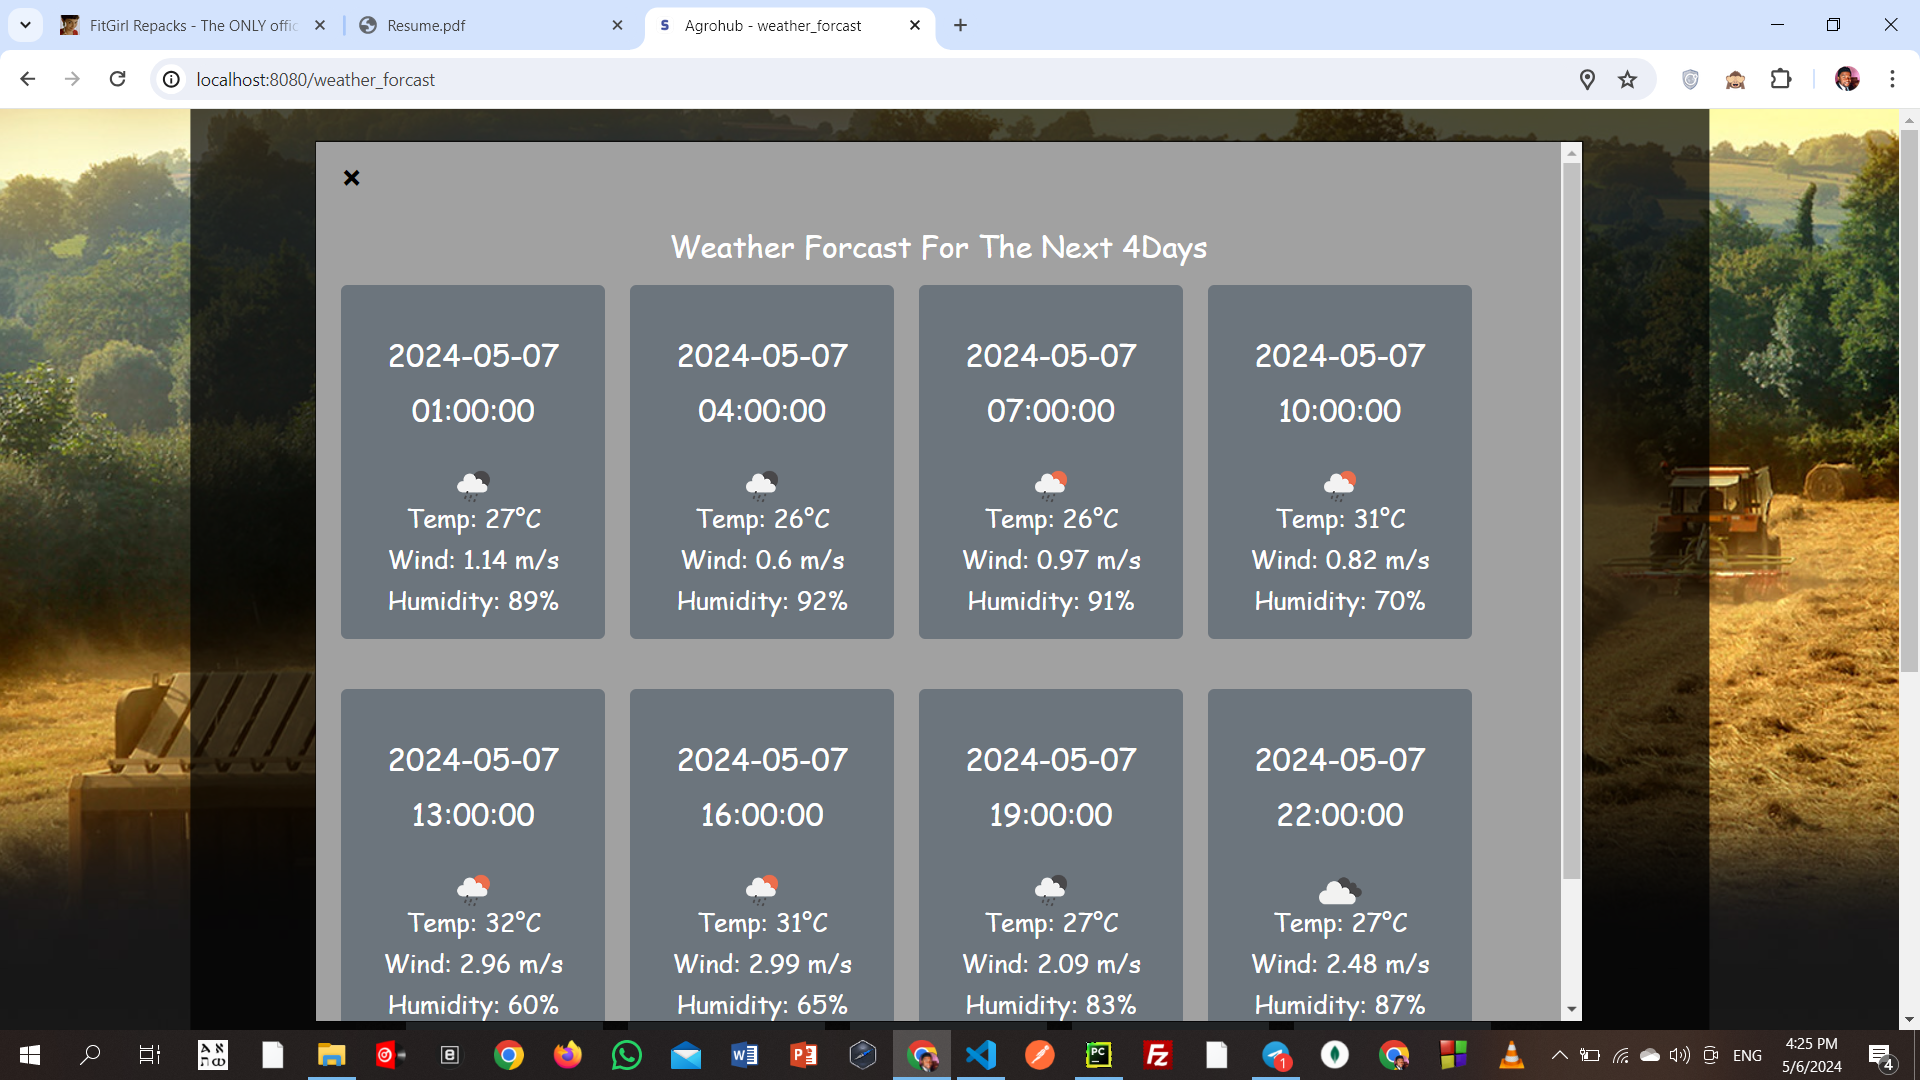 FitGirl Repacks - The ONLY offic
Resume.pdf
S
Agrohub - weather_forcast
localhost:8080/weather_forcast
Weather Forcast For The Next 4Days
2024-05-07
01:00:00
Temp: 27°C
Wind: 1.14 m/s
Humidity: 89%
2024-05-07
04:00:00
Temp: 26°C
Wind: 0.6 m/s
Humidity: 92%
2024-05-07
07:00:00
Temp: 26°C
Wind: 0.97 m/s
Humidity: 91%
2024-05-07
10:00:00
Temp: 31°C
Wind: 0.82 m/s
Humidity: 70%
2024-05-07
13:00:00
Temp: 32°C
Wind: 2.96 m/s
Humidity: 60%
2024-05-07
16:00:00
Temp: 31°C
Wind: 2.99 m/s
Humidity: 65%
2024-05-07
19:00:00
Temp: 27°C
Wind: 2.09 m/s
Humidity: 83%
2024-05-07
22:00:00
Temp: 27°C
Wind: 2.48 m/s
Humidity: 87%
PC
1
ENG
4:25 PM
5/6/2024
4